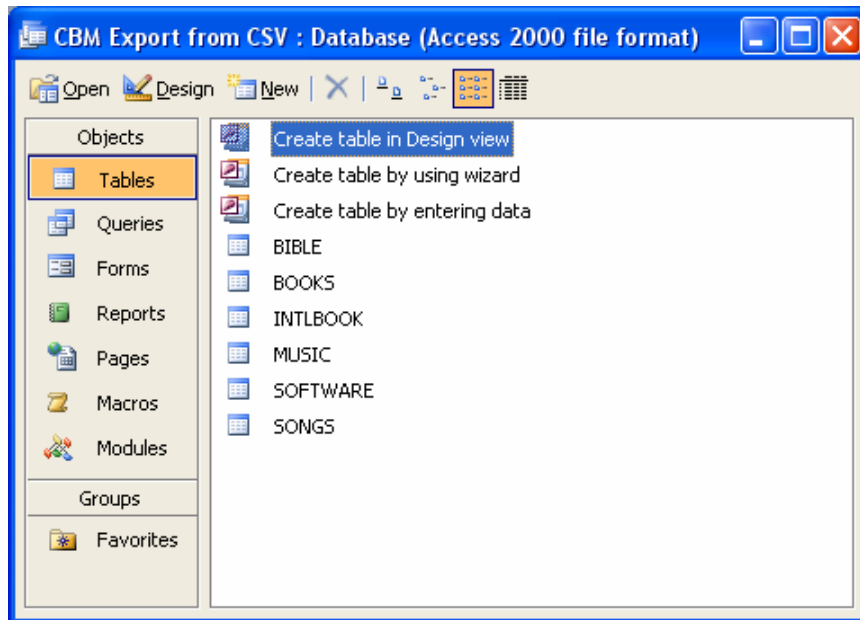 CBM Export from CSV : Database (Access 2000 file format)
Open Design New
Objects
Tables
Queries
Forms
Reports
Pages
Macros
Modules
Groups
Favorites
Create table in Design view
Create table by using wizard
Create table by entering data
BIBLE
BOOKS
INTLBOOK
MUSIC
SOFTWARE
SONGS